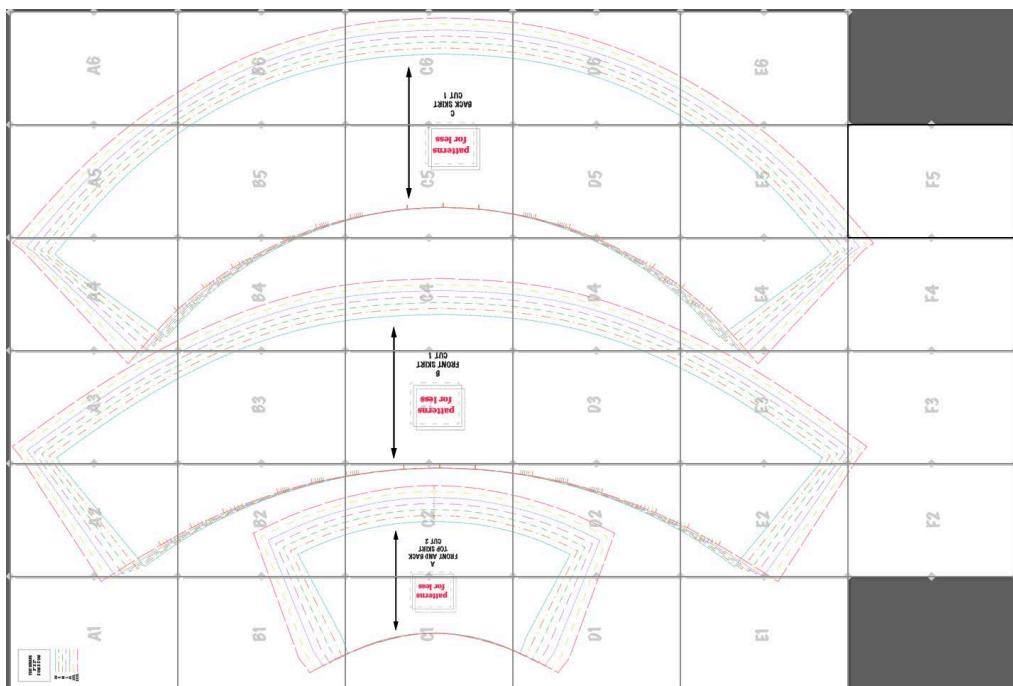 A6
B6
C6
D6
E6
C
BACK SKIRT
CUT 1
patterns
for less
A5
B5
C5
D5
E5
F5
A4
B4
C4
D4
E4
F4
B
FRONT SKIRT
CUT 1
patterns
for less
A3
B3
D3
E3
F3
A2
B2
C2
D2
E2
F2
A
FRONT AND BACK
TOP SKIRT
CUT 2
patterns
for less
A1
B1
C1
D1
E1
TEST SQUARE